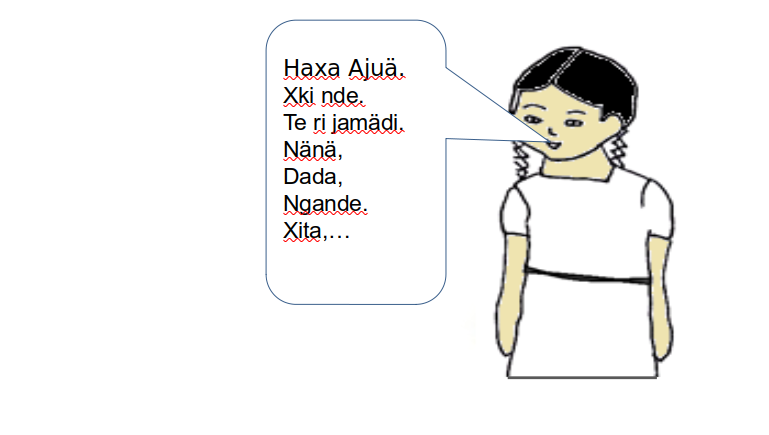 Haxa Ajuä.
Xki nde.
Te ri jamädi.
Nänä,
Dada,
Ngande.
Xita,…